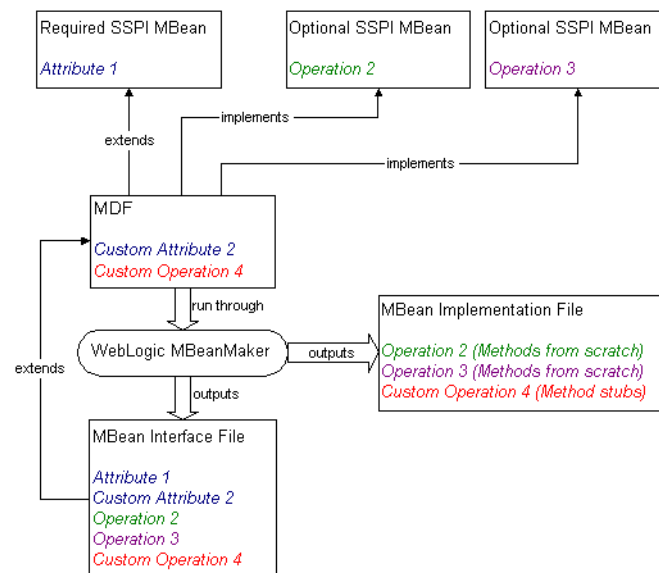 Required SSPI MBean
Attribute 1
Optional SSPI MBean
Operation 2
Optional SSPI MBean
Operation 3
implements
extends
implements
MDF
Custom Attribute 2
Custom Operation 4
run through
WebLogic MBeanMaker
outputs
extends
outputs
MBean Implementation File
Operation 2 (Methods from scratch)
Operation 3 (Methods from scratch)
Custom Operation 4 (Method stubs)
MBean Interface File
Attribute 1
Custom Attribute 2
Operation 2
Operation 3
Custom Operation 4